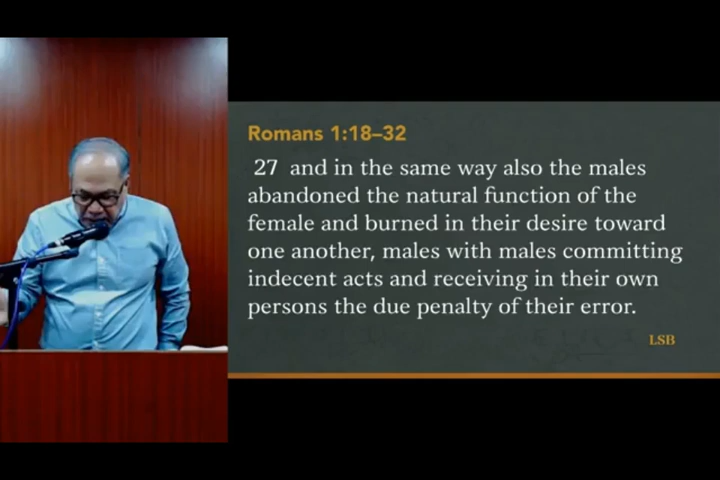 Romans 1:18–32
27 and in the same way also the males
abandoned the natural function of the
female and burned in their desire toward
one another, males with males committing
indecent acts and receiving in their own
persons the due penalty of their error.
LSB